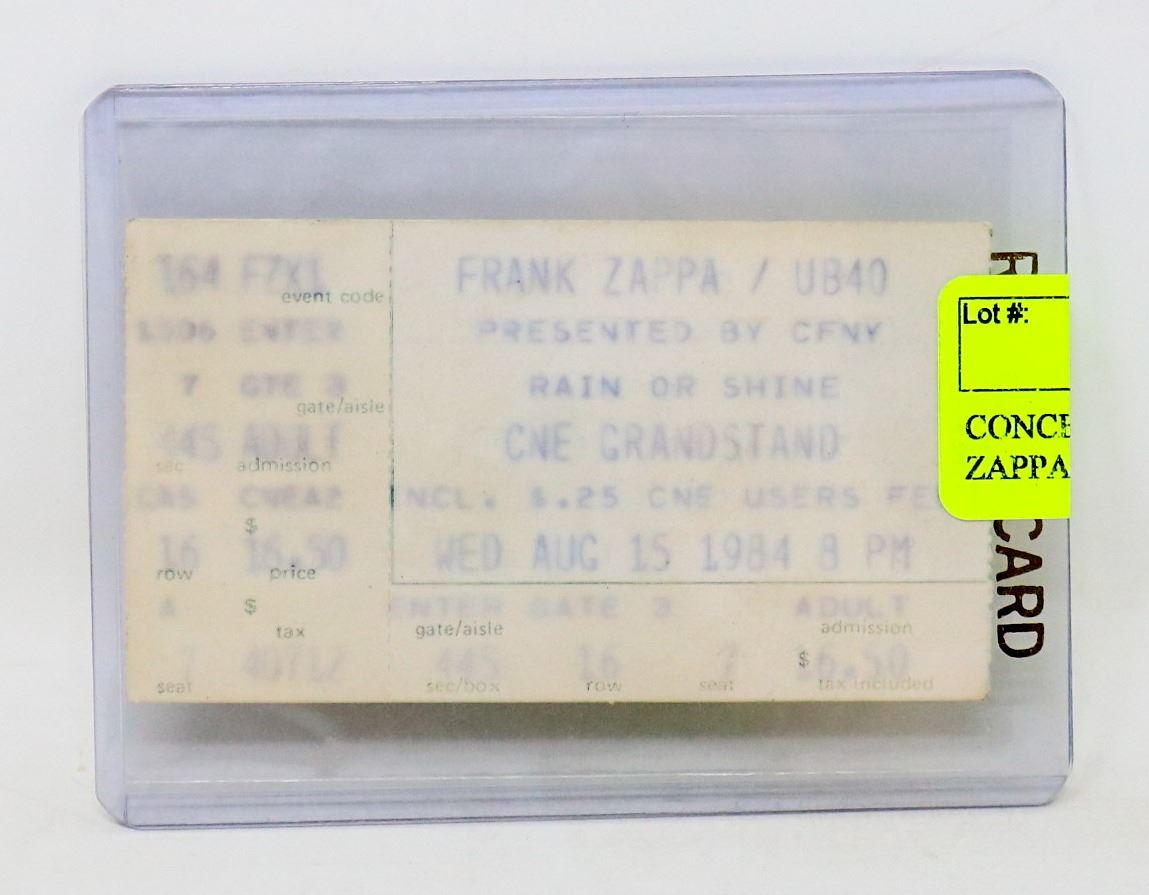 164 FZX1 FRANK ZAPPA / UB40
event code
ENTER PRESENTED BY CFNY
7 GTE 3 RAIN OR SHINE
gate/aisle
445 ADULT CNE GRANDSTAND
sec admission
CNEA2 INCL. $.25 CNE USERS FEE
$
16 16.50 WED AUG 15 1984 8 PM
row price
A $ ENTER GATE 3 ADULT
tax gate/aisle admission
7 40712 445 16 7 $ 16.50
seat sec/box row seat tax included
Lot #:
CONCE
ZAPPA
CARD